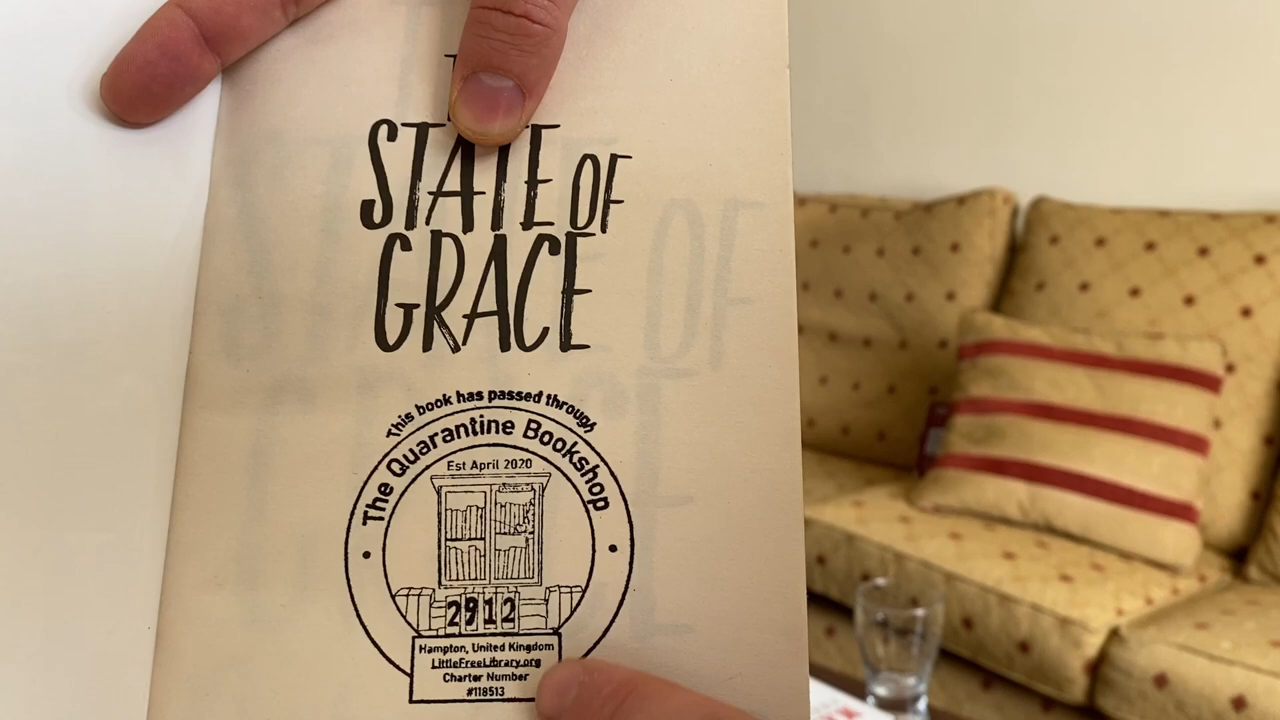 STATE OF
GRACE
This book has passed through
The Quarantine Bookshop
Est April 2020
2912
Hampton, United Kingdom
LittleFreeLibrary.org
Charter Number
#118513